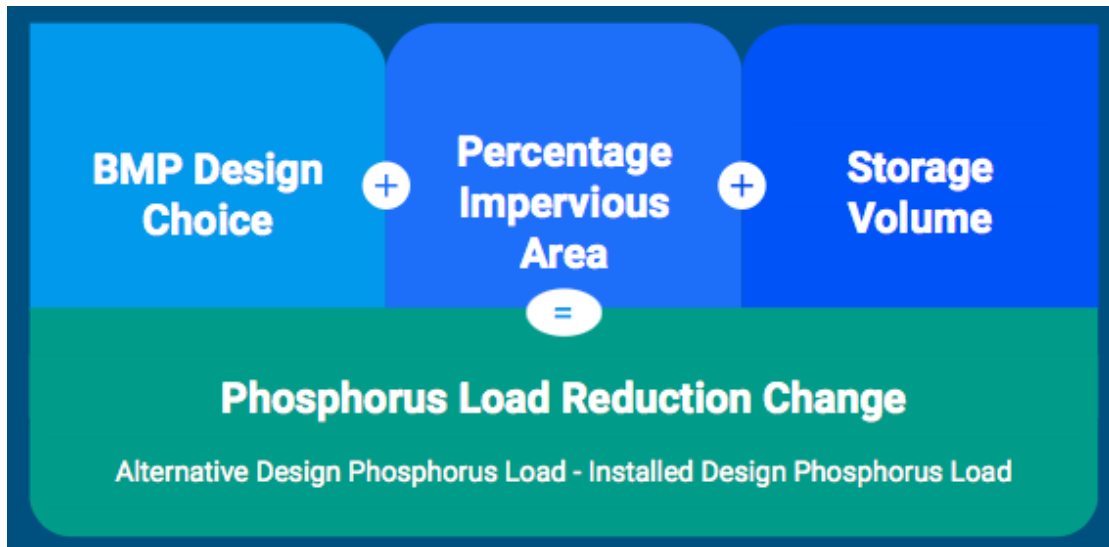 BMP Design
Choice
+
Percentage
Impervious
Area
+
Storage
Volume
=
Phosphorus Load Reduction Change
Alternative Design Phosphorus Load - Installed Design Phosphorus Load